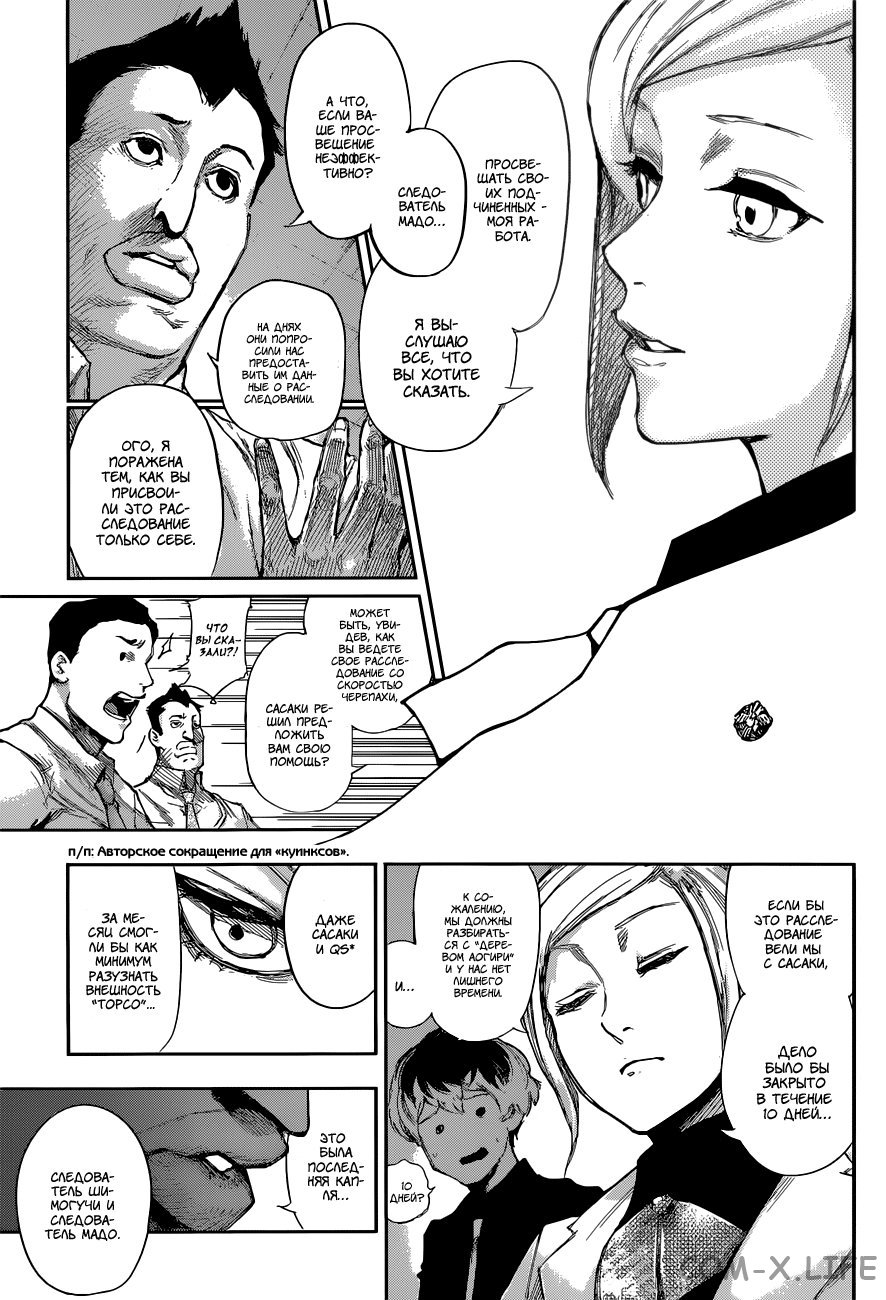 ПРОСВЕ-
ЩАТЬ СВО-
ИХ ПОД-
ЧИНЕННЫХ -
МОЯ РА-
БОТА.
Я ВЫ-
СЛУШАЮ
ВСЕ, ЧТО
ВЫ ХОТИТЕ
СКАЗАТЬ.
А ЧТО,
ЕСЛИ ВА-
ШЕ ПРОС-
ВЕЩЕНИЕ
НЕЭФФЕК-
ТИВНО?
СЛЕДО-
ВАТЕЛЬ
МАДО...
НА ДНЯХ
ОНИ ПОПРО-
СИЛИ НАС
ПРЕДОСТА-
ВИТЬ ИМ ДАН-
НЫЕ О РАС-
СЛЕДОВАНИИ.
ОГО, Я
ПОРАЖЕНА
ТЕМ, КАК ВЫ
ПРИСВОИ-
ЛИ ЭТО РАС-
СЛЕДОВАНИЕ
ТОЛЬКО СЕБЕ.
МОЖЕТ
БЫТЬ, УВИ-
ДЕВ, КАК
ВЫ ВЕДЕТЕ
СВОЕ РАССЛЕ-
ДОВАНИЕ СО
СКОРОСТЬЮ
ЧЕРЕПАХИ,
САСАКИ РЕ-
ШИЛ ПРЕД-
ЛОЖИТЬ
ВАМ СВОЮ
ПОМОЩЬ?
ЧТО
ВЫ СКА-
ЗАЛИ?!
п/п: Авторское сокращение для «куинксов».
ЕСЛИ БЫ
ЭТО РАССЛЕ-
ДОВАНИЕ
ВЕЛИ МЫ
С САСАКИ,
ДЕЛО
БЫЛО БЫ
ЗАКРЫТО
В ТЕЧЕНИЕ
10 ДНЕЙ...
К СО-
ЖАЛЕНИЮ,
МЫ ДОЛЖНЫ
РАЗБИРАТЬ-
СЯ С "ДЕРЕ-
ВОМ АОГИРИ"
И У НАС НЕТ
ЛИШНЕГО
ВРЕМЕНИ.
И...
10
ДНЕЙ?
ДАЖЕ
САСАКИ
И QS*
ЗА МЕ-
СЯЦ СМОГ-
ЛИ БЫ КАК
МИНИМУМ
РАЗУЗНАТЬ
ВНЕШНОСТЬ
"ТОРСО"...
ЭТО
БЫЛА
ПОСЛЕД-
НЯЯ КАП-
ЛЯ...
СЛЕДОВА-
ТЕЛЬ ШИ-
МОГУЧИ И
СЛЕДОВА-
ТЕЛЬ МАДО.
COM-X.LIFE